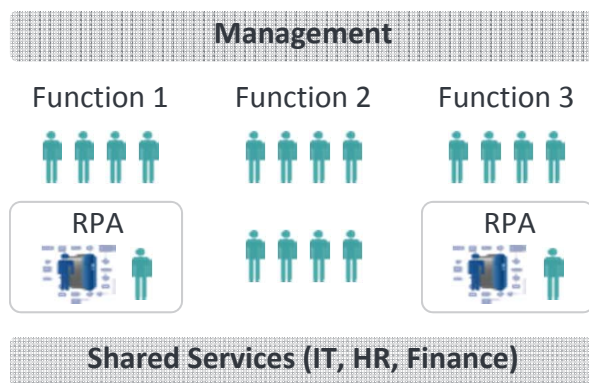 Management
Function 1 Function 2 Function 3
RPA RPA
Shared Services (IT, HR, Finance)